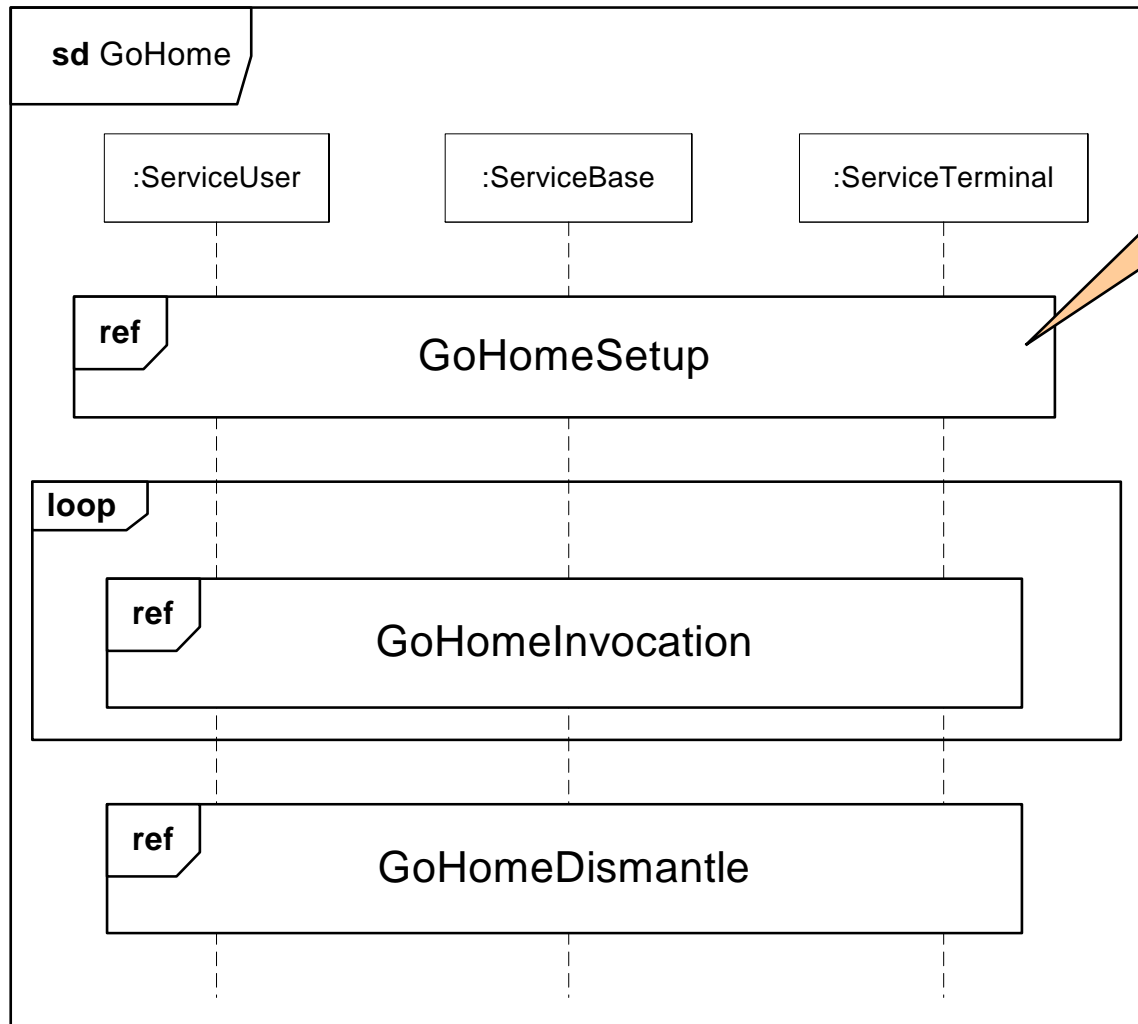 sd GoHome
:ServiceUser
:ServiceBase
:ServiceTerminal
ref
GoHomeSetup
loop
ref
GoHomeInvocation
ref
GoHomeDismantle